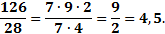 126/28 = 7 · 9 · 2/7 · 4 = 9/2 = 4, 5.